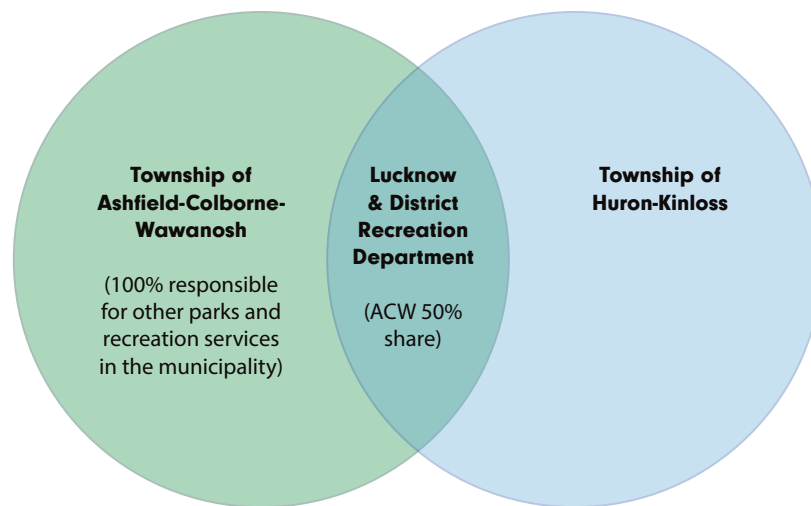 Township of
Ashfield-Colborne-
Wawanosh
(100% responsible
for other parks and
recreation services
in the municipality)
Lucknow
& District
Recreation
Department
(ACW 50%
share)
Township of
Huron-Kinloss